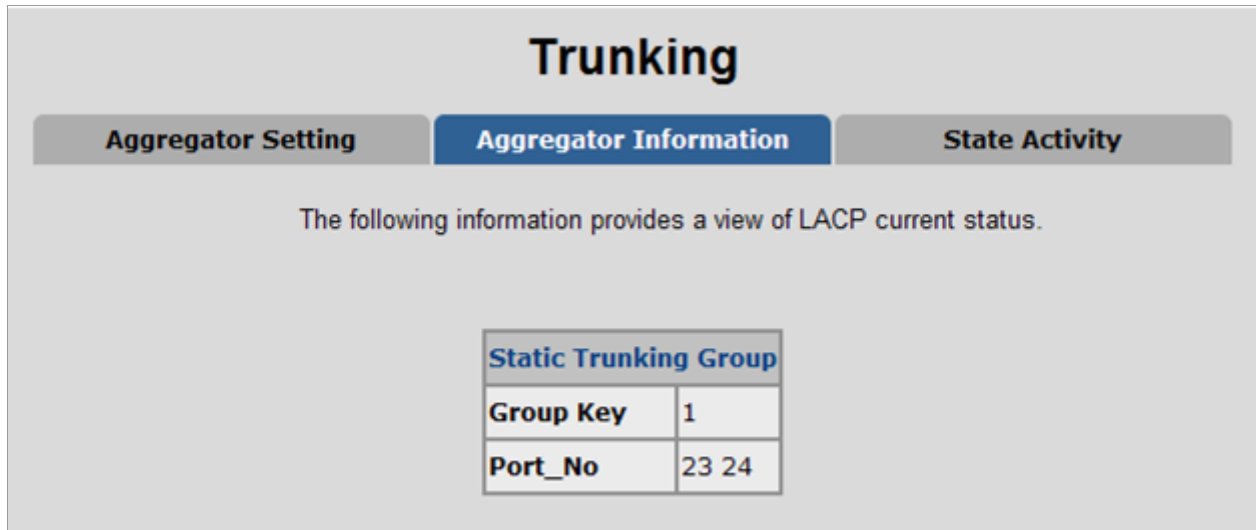 Trunking
Aggregator Setting Aggregator Information State Activity
The following information provides a view of LACP current status.
Static Trunking Group
Group Key 1
Port_No 23 24